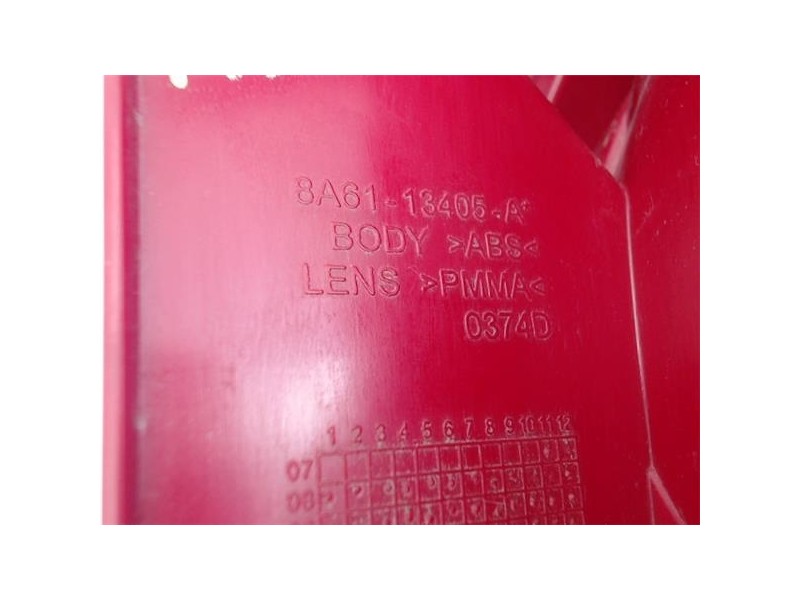 8A61-13405-A*
BODY >ABS<
LENS >PMMA<
0374D
1 2 3 4 5 6 7 8 9 10 11 12
07
08